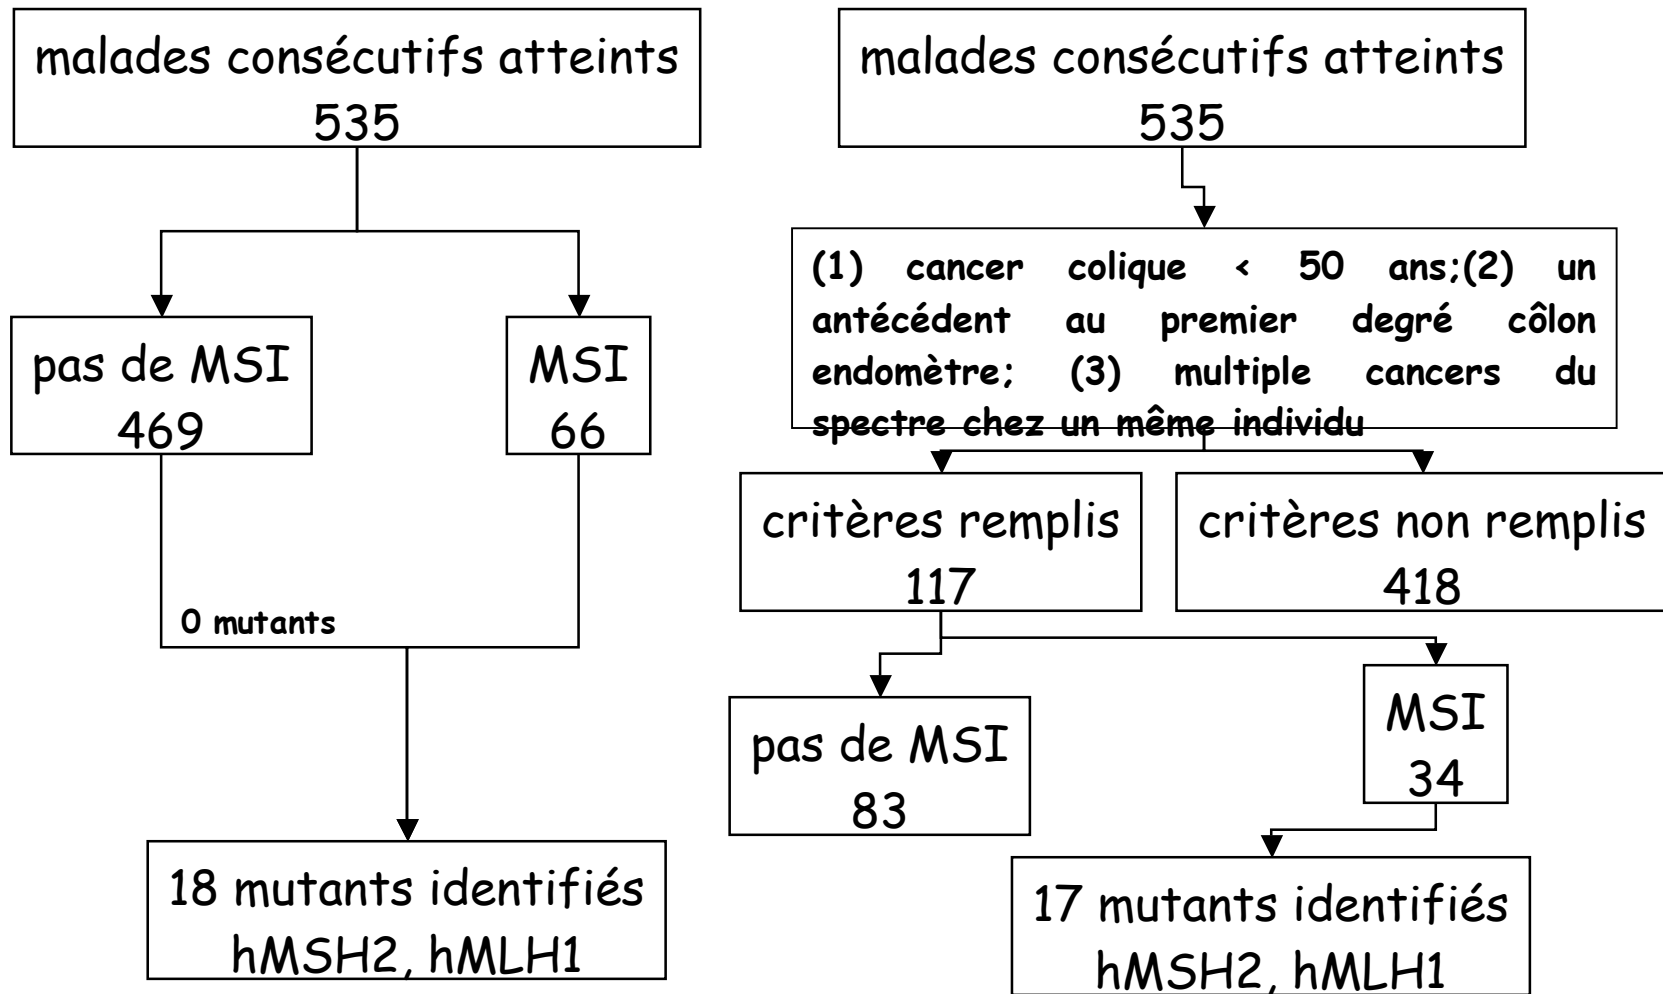 malades consécutifs atteints
535
pas de MSI
469
MSI
66
0 mutants
18 mutants identifiés
hMSH2, hMLH1
malades consécutifs atteints
535
(1) cancer colique < 50 ans;(2) un
antécédent au premier degré côlon
endomètre; (3) multiple cancers du
spectre chez un même individu
critères remplis
117
critères non remplis
418
pas de MSI
83
MSI
34
17 mutants identifiés
hMSH2, hMLH1